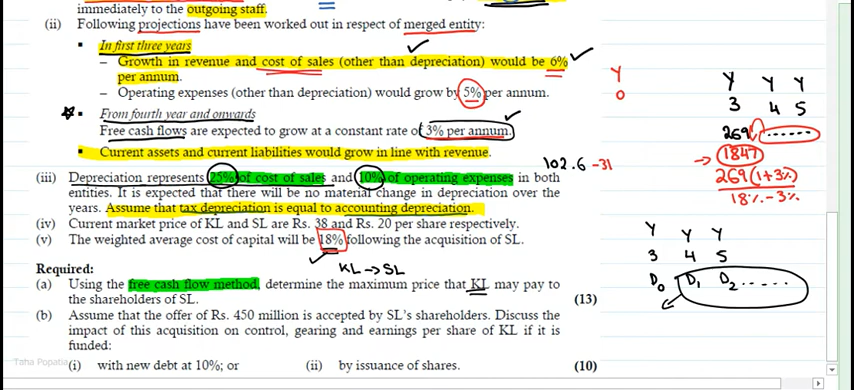 immediately to the outgoing staff.
(ii) Following projections have been worked out in respect of merged entity:
▪ In first three years
– Growth in revenue and cost of sales (other than depreciation) would be 6% per annum.
– Operating expenses (other than depreciation) would grow by 5% per annum.
▪ From fourth year and onwards
Free cash flows are expected to grow at a constant rate of 3% per annum.
▪ Current assets and current liabilities would grow in line with revenue.
(iii) Depreciation represents 25% of cost of sales and 10% of operating expenses in both
entities. It is expected that there will be no material change in depreciation over the
years. Assume that tax depreciation is equal to accounting depreciation.
(iv) Current market price of KL and SL are Rs. 38 and Rs. 20 per share respectively.
(v) The weighted average cost of capital will be 18% following the acquisition of SL.
KL → SL
Required:
(a) Using the free cash flow method, determine the maximum price that KL may pay to
the shareholders of SL. (13)
(b) Assume that the offer of Rs. 450 million is accepted by SL's shareholders. Discuss the
impact of this acquisition on control, gearing and earnings per share of KL if it is
funded:
(i) with new debt at 10%; or (ii) by issuance of shares. (10)
Taha Popatia
102.6 -31
Y
0
Y Y Y
3 4 5
269 ......
→ 1847
269(1+3%)
18% - 3%
Y Y Y
3 4 5
D0 D1 D2 .....